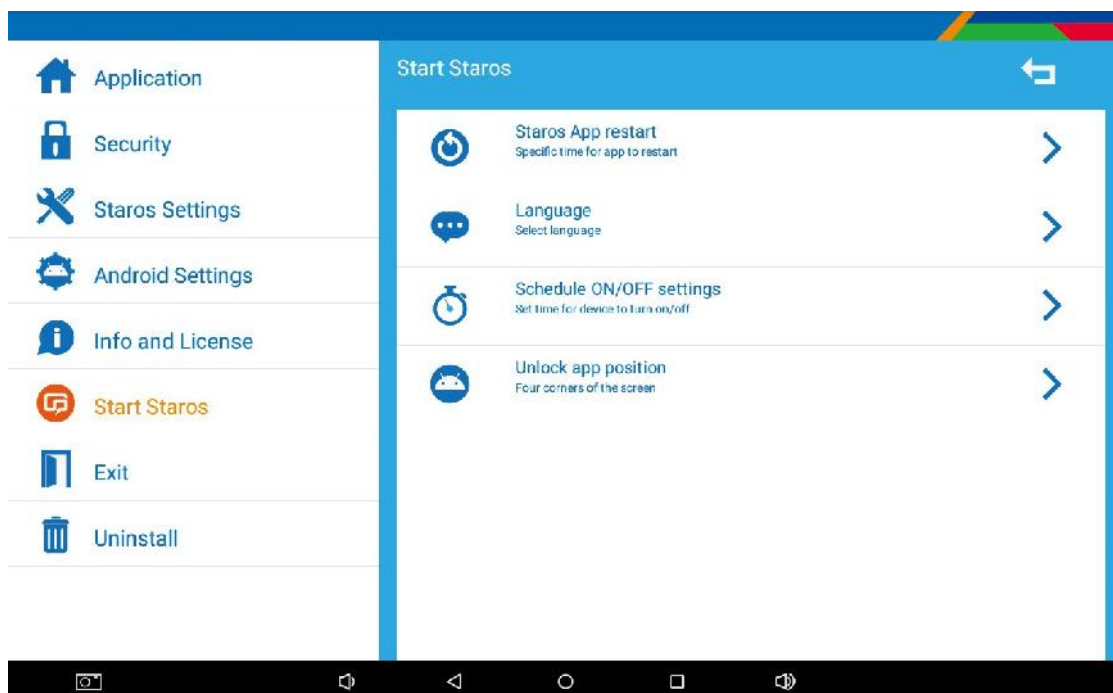 Application
Security
Staros Settings
Android Settings
Info and License
Start Staros
Exit
Uninstall
Start Staros
Staros App restart
Specific time for app to restart
Language
Select language
Schedule ON/OFF settings
Set time for device to turn on/off
Unlock app position
Four corners of the screen